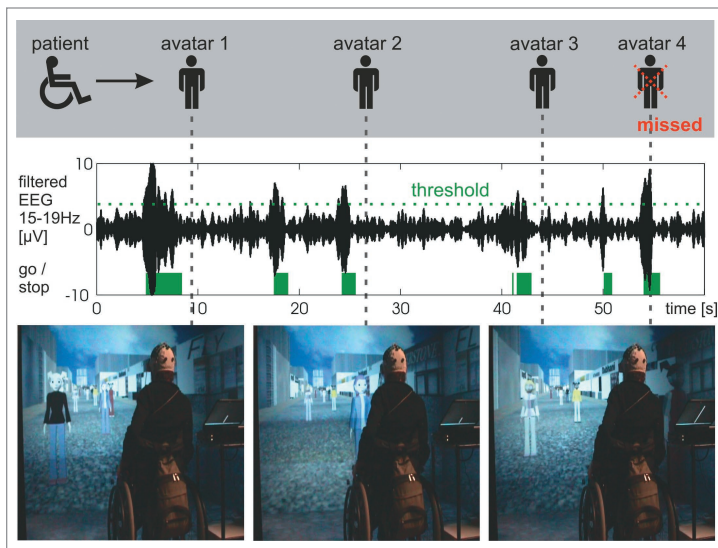 patient
avatar 1
avatar 2
avatar 3
avatar 4
missed
filtered
EEG
15-19Hz
[µV]
10
0
-10
threshold
go /
stop
0
10
20
30
40
50
time [s]
FLY